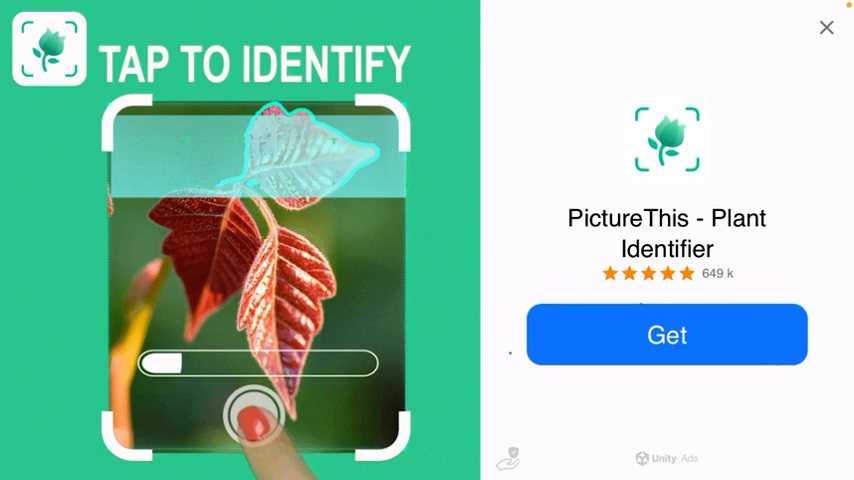 TAP TO IDENTIFY
PictureThis - Plant
Identifier
649 k
Get
Unity Ads